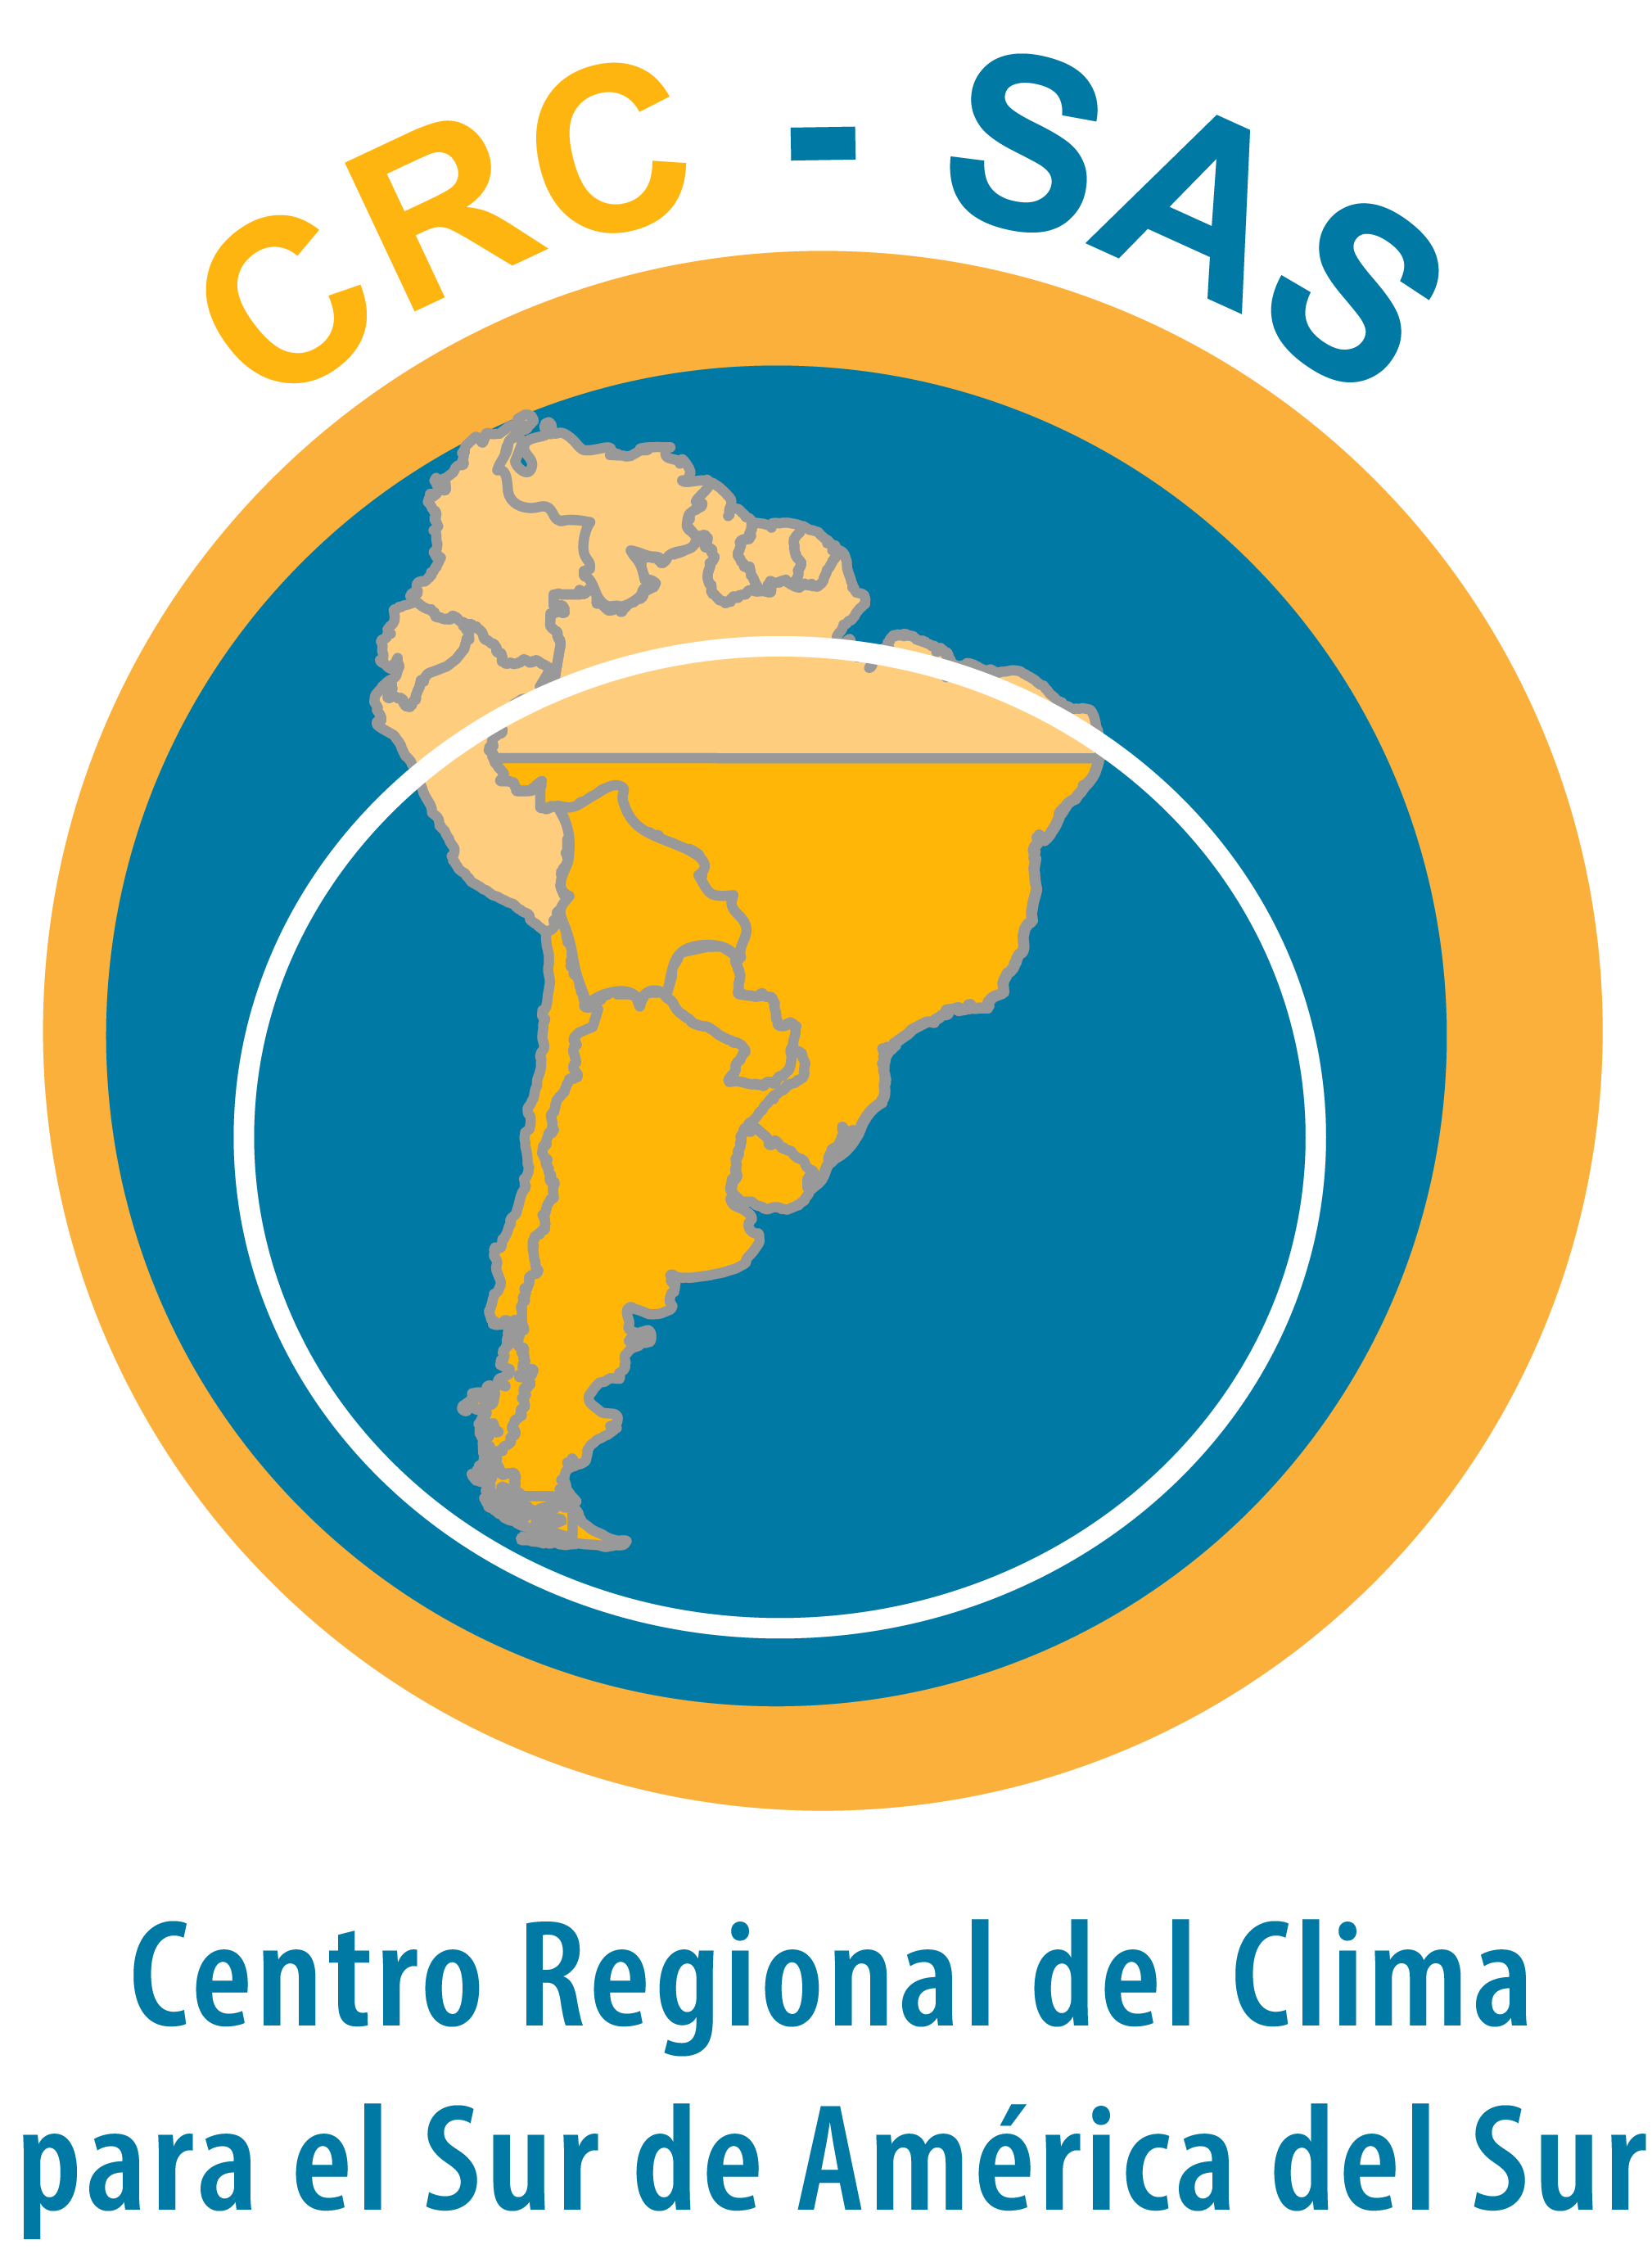 CRC - SAS
Centro Regional del Clima
para el Sur de América del Sur